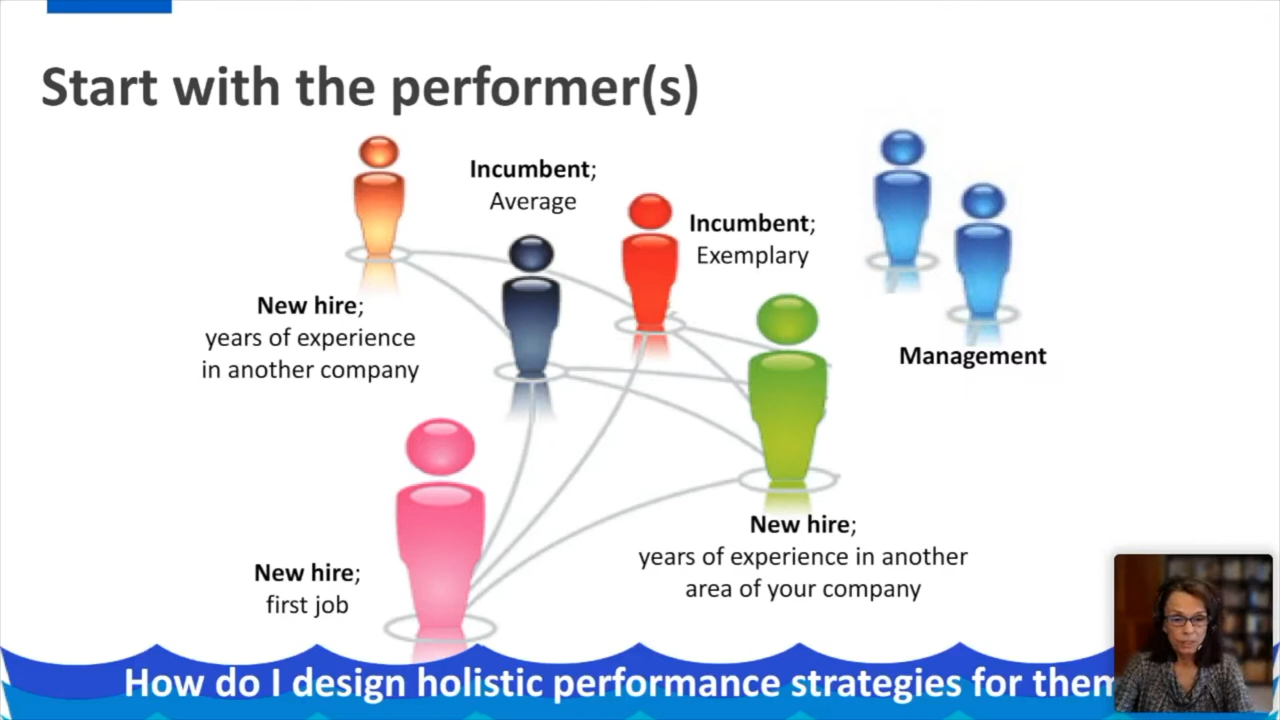 Start with the performer(s)
Incumbent;
Average
Incumbent;
Exemplary
New hire;
years of experience
in another company
Management
New hire;
years of experience in another
area of your company
New hire;
first job
How do I design holistic performance strategies for them